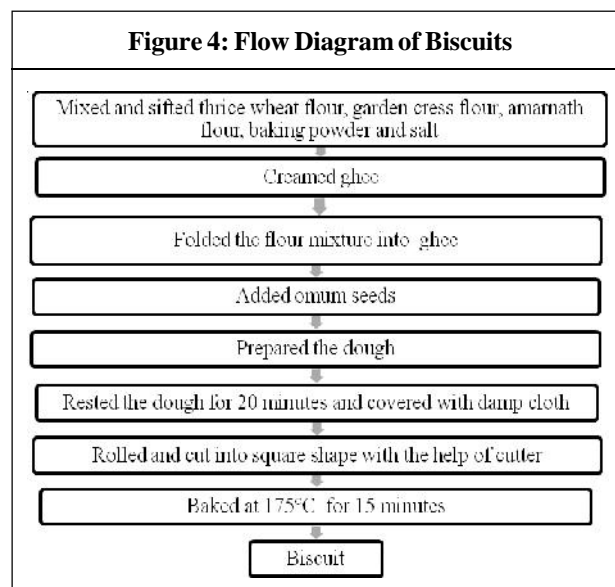 Figure 4: Flow Diagram of Biscuits
Mixed and sifted thrice wheat flour, garden cress flour, amarnath
flour, baking powder and salt
Creamed ghee
Folded the flour mixture into ghee
Added omum seeds
Prepared the dough
Rested the dough for 20 minutes and covered with damp cloth
Rolled and cut into square shape with the help of cutter
Baked at 175°C for 15 minutes
Biscuit